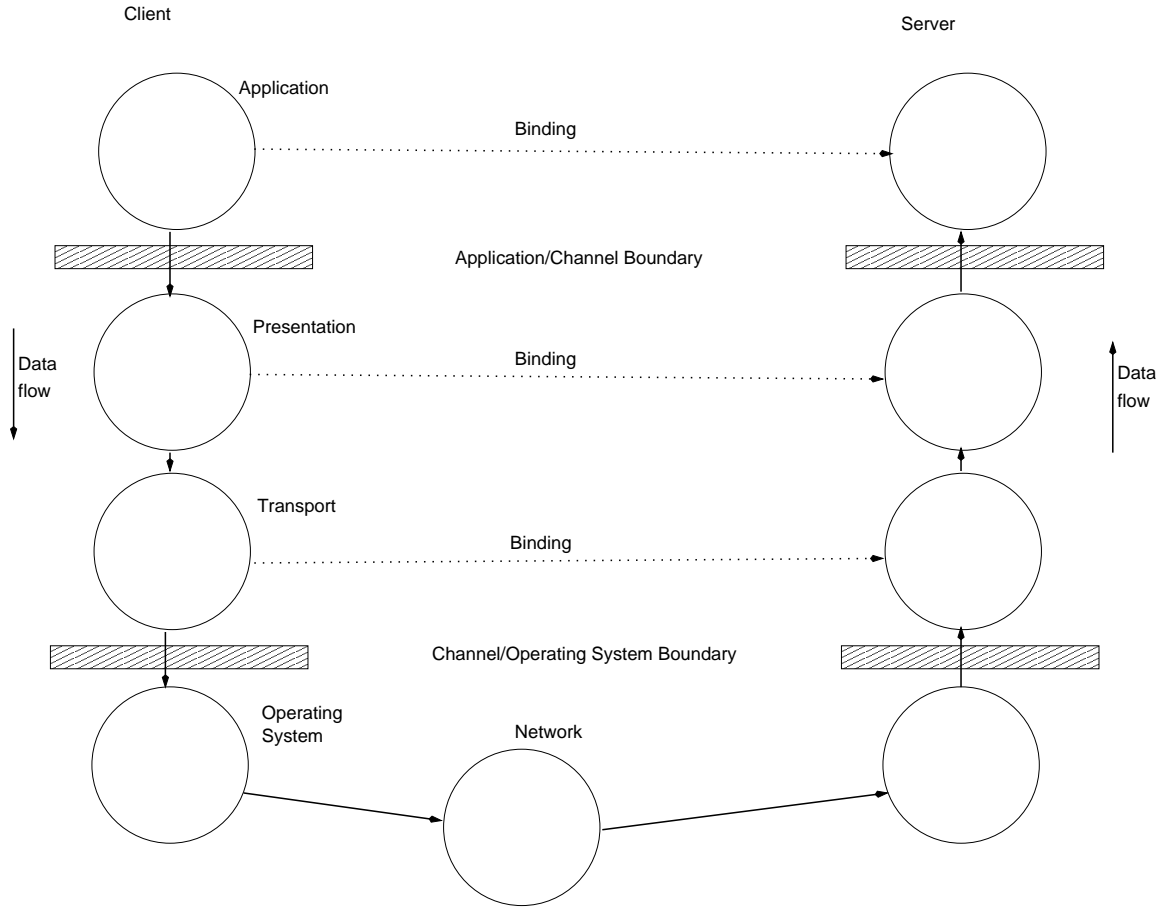 Client
Server
Application
Binding
Application/Channel Boundary
Presentation
Binding
Data
flow
Data
flow
Transport
Binding
Channel/Operating System Boundary
Operating
System
Network